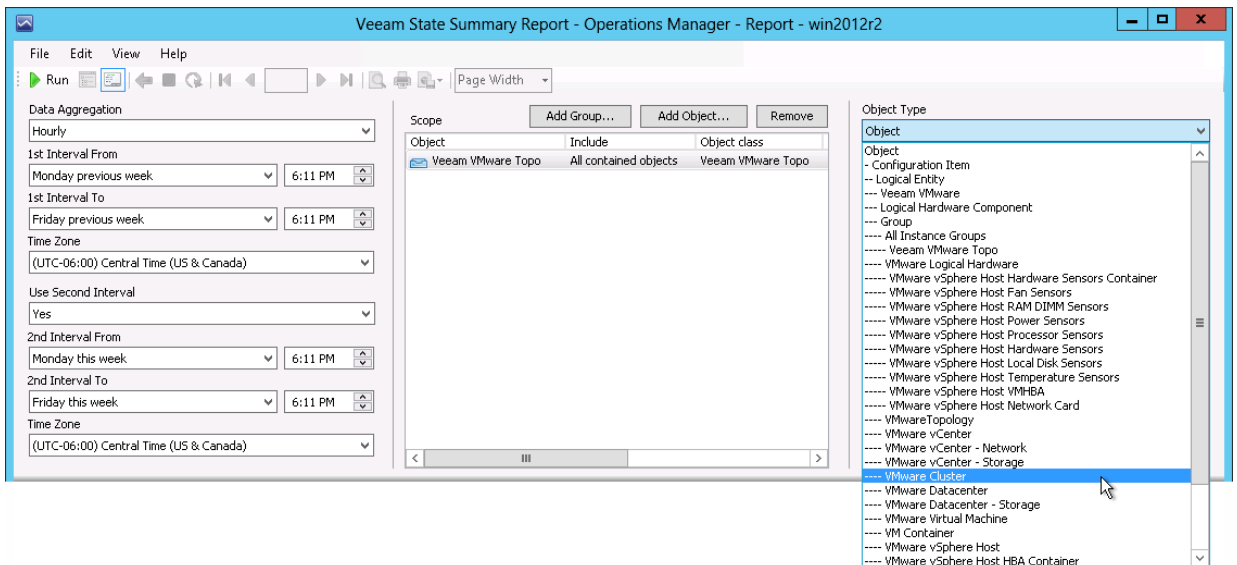 Veeam State Summary Report - Operations Manager - Report - win2012r2
File Edit View Help
Run Page Width
Data Aggregation
Hourly
1st Interval From
Monday previous week 6:11 PM
1st Interval To
Friday previous week 6:11 PM
Time Zone
(UTC-06:00) Central Time (US & Canada)
Use Second Interval
Yes
2nd Interval From
Monday this week 6:11 PM
2nd Interval To
Friday this week 6:11 PM
Time Zone
(UTC-06:00) Central Time (US & Canada)
Scope Add Group... Add Object... Remove
Object Include Object class
Veeam VMware Topo All contained objects Veeam VMware Topo
Object Type
Object
Object
- Configuration Item
-- Logical Entity
--- Veeam VMware
--- Logical Hardware Component
--- Group
---- All Instance Groups
----- Veeam VMware Topo
---- VMware Logical Hardware
----- VMware vSphere Host Hardware Sensors Container
----- VMware vSphere Host Fan Sensors
----- VMware vSphere Host RAM DIMM Sensors
----- VMware vSphere Host Power Sensors
----- VMware vSphere Host Processor Sensors
----- VMware vSphere Host Hardware Sensors
----- VMware vSphere Host Local Disk Sensors
----- VMware vSphere Host Temperature Sensors
----- VMware vSphere Host VMHBA
----- VMware vSphere Host Network Card
---- VMwareTopology
---- VMware vCenter
---- VMware vCenter - Network
---- VMware vCenter - Storage
---- VMware Cluster
---- VMware Datacenter
---- VMware Datacenter - Storage
---- VMware Virtual Machine
---- VM Container
---- VMware vSphere Host
---- VMware vSphere Host HBA Container